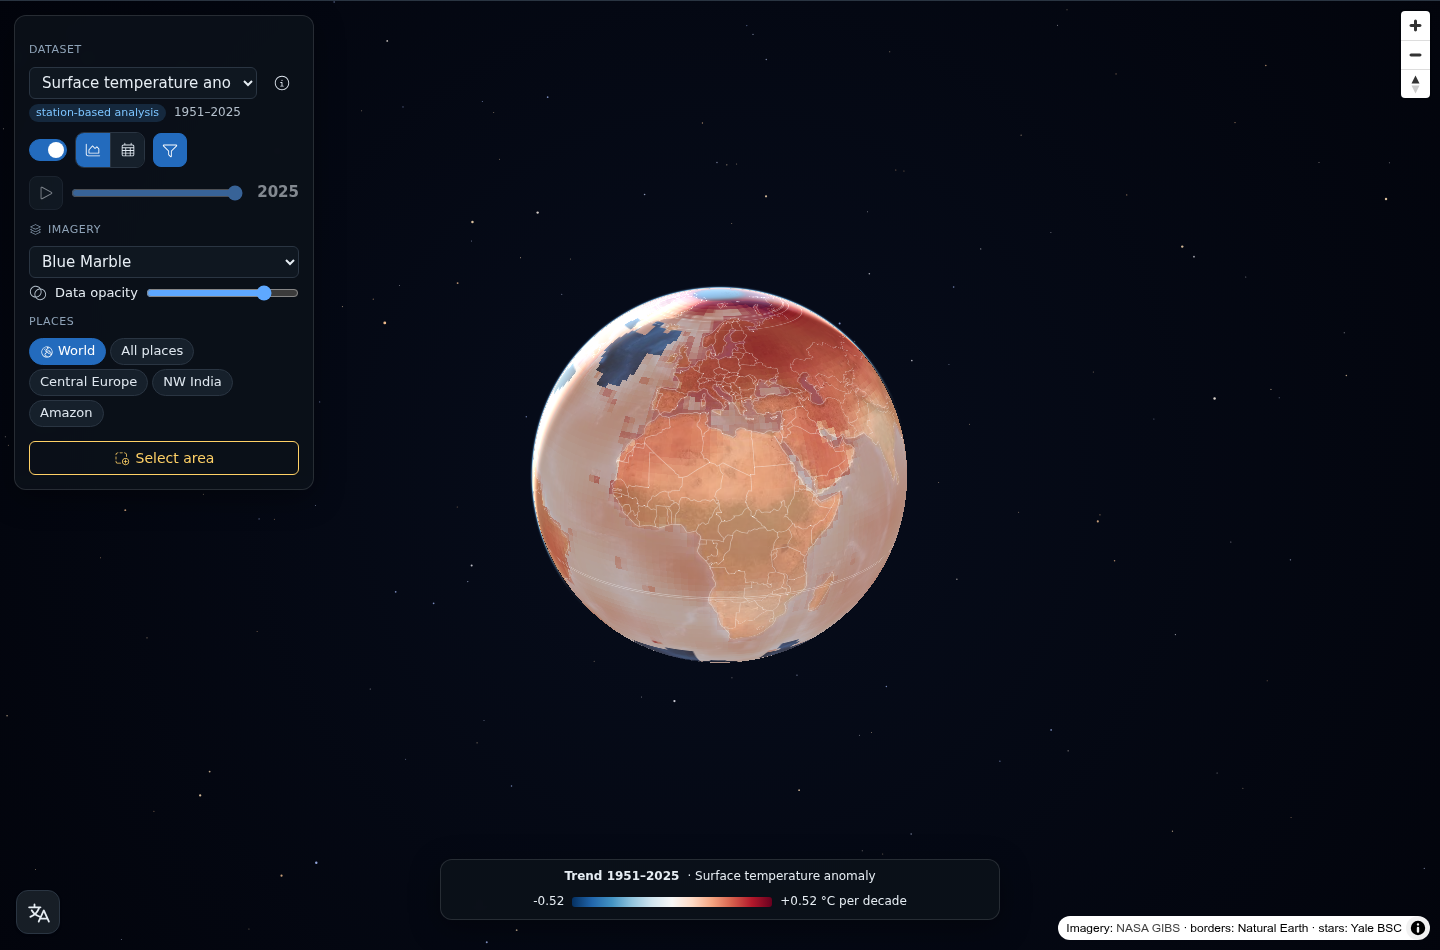 DATASET
Surface temperature ano
station-based analysis 1951–2025
2025
IMAGERY
Blue Marble
Data opacity
PLACES
World All places
Central Europe NW India
Amazon
Select area
Trend 1951–2025 · Surface temperature anomaly
-0.52 +0.52 °C per decade
Imagery: NASA GIBS · borders: Natural Earth · stars: Yale BSC